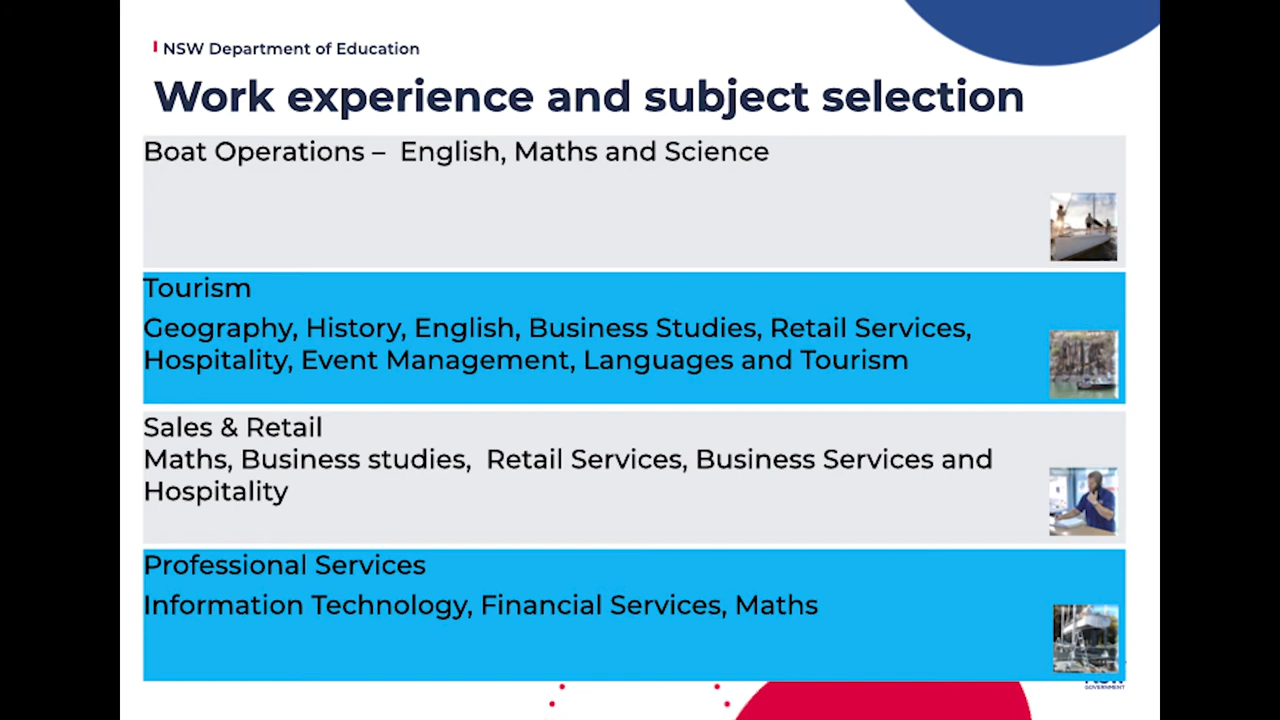 NSW Department of Education
Work experience and subject selection
Boat Operations –  English, Maths and Science
Tourism
Geography, History, English, Business Studies, Retail Services,
Hospitality, Event Management, Languages and Tourism
Sales & Retail
Maths, Business studies,  Retail Services, Business Services and
Hospitality
Professional Services
Information Technology, Financial Services, Maths
NSW
GOVERNMENT